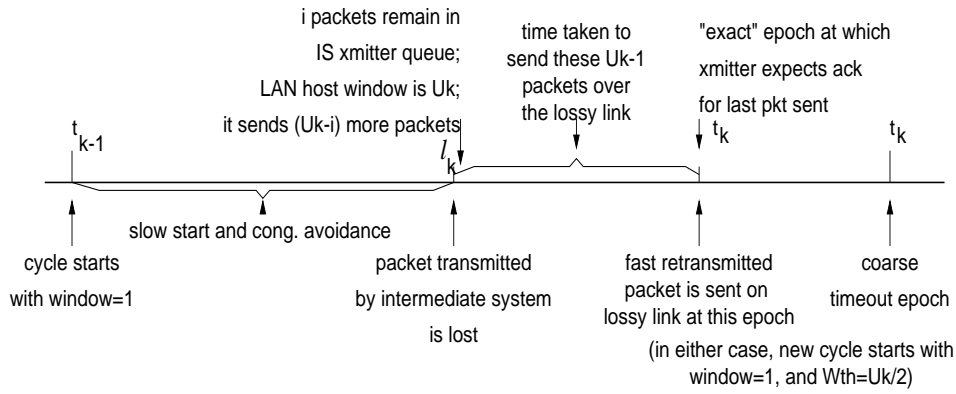 i packets remain in
IS xmitter queue;
LAN host window is Uk;
it sends (Uk-i) more packets
time taken to
send these Uk-1
packets over
the lossy link
"exact" epoch at which
xmitter expects ack
for last pkt sent
t k-1
l k
t k
t k
slow start and cong. avoidance
cycle starts
with window=1
packet transmitted
by intermediate system
is lost
fast retransmitted
packet is sent on
lossy link at this epoch
coarse
timeout epoch
(in either case, new cycle starts with
window=1, and Wth=Uk/2)